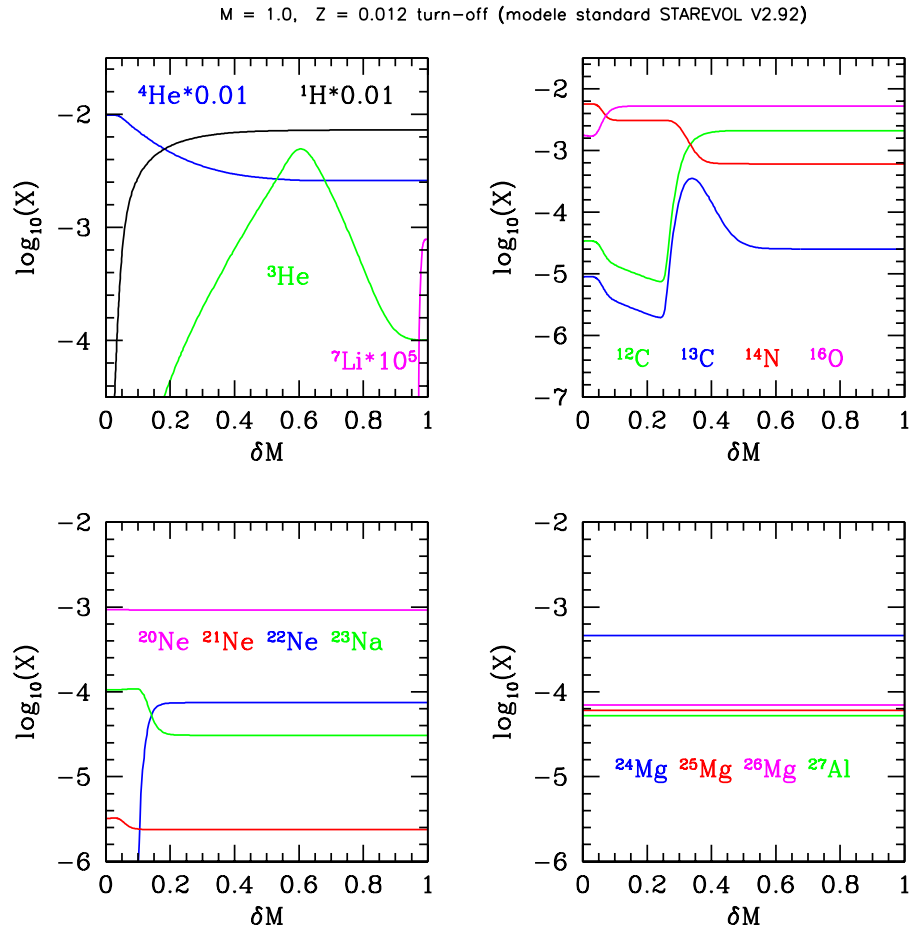 M = 1.0, Z = 0.012 turn-off (modele standard STAREVOL V2.92)
⁴He*0.01 ¹H*0.01
³He
⁷Li*10⁵
log₁₀(X)
−2
−3
−4
0 0.2 0.4 0.6 0.8 1
δM
¹²C ¹³C ¹⁴N ¹⁶O
log₁₀(X)
−2
−3
−4
−5
−6
−7
0 0.2 0.4 0.6 0.8 1
δM
²⁰Ne ²¹Ne ²²Ne ²³Na
log₁₀(X)
−2
−3
−4
−5
−6
0 0.2 0.4 0.6 0.8 1
δM
²⁴Mg ²⁵Mg ²⁶Mg ²⁷Al
log₁₀(X)
−2
−3
−4
−5
−6
0 0.2 0.4 0.6 0.8 1
δM